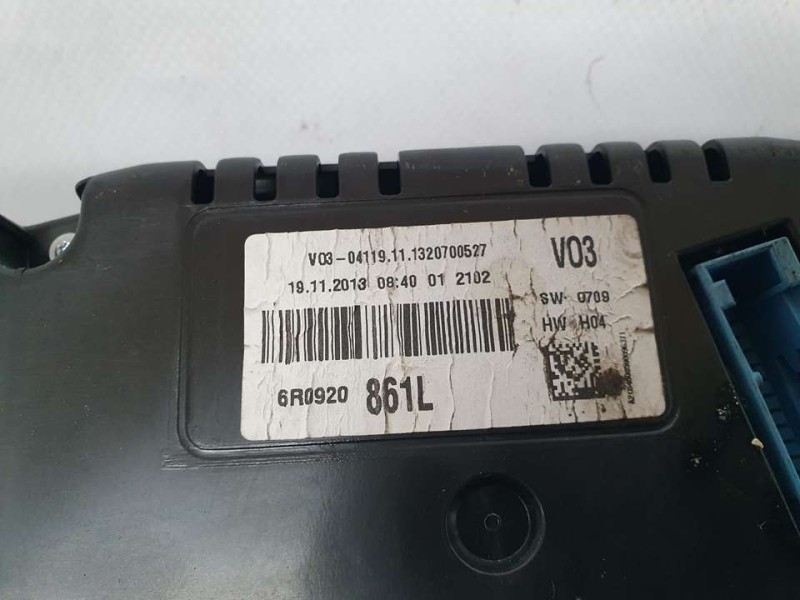 V03-04119.11.1320700527
19.11.2013 08:40 01 2102
6R0920 861L
V03
SW 0709
HW H04